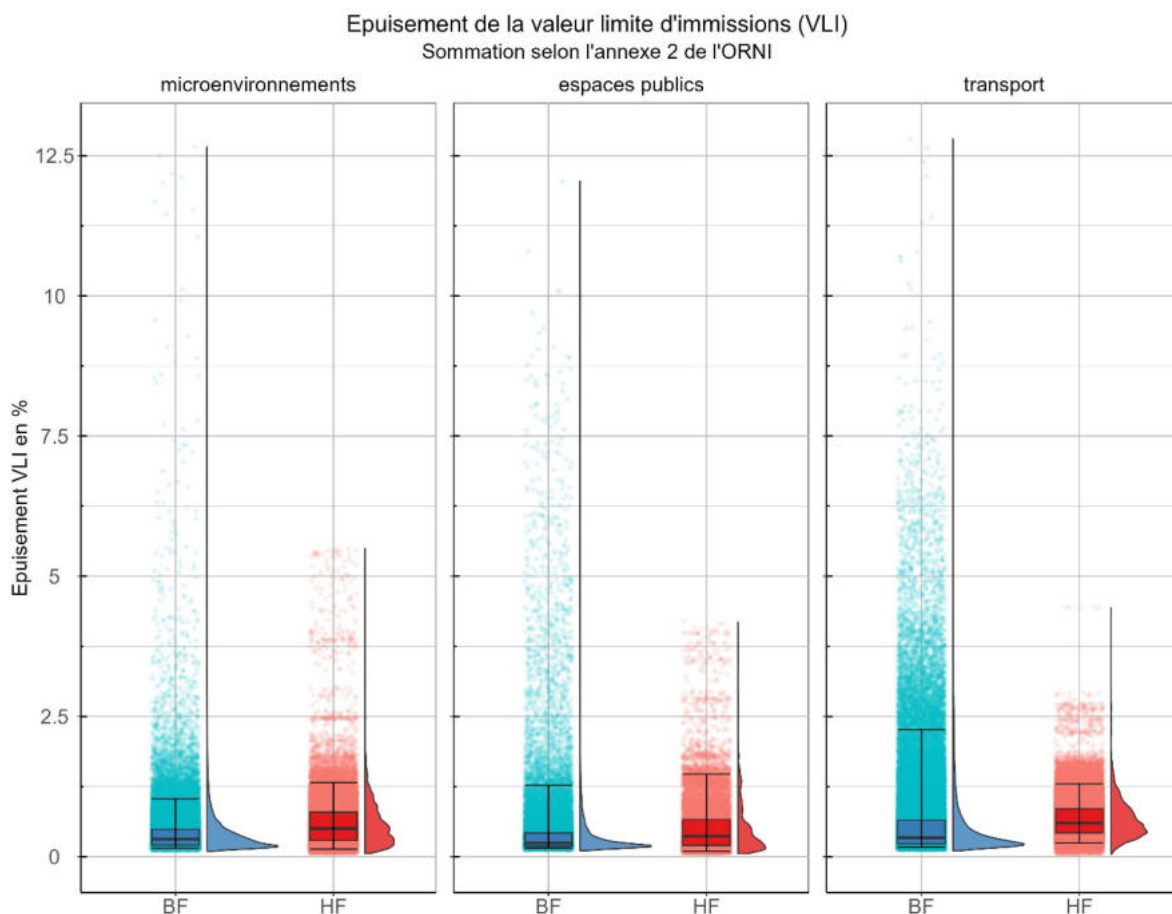 Epuisement de la valeur limite d'immissions (VLI)
Sommation selon l'annexe 2 de l'ORNI
microenvironnements
espaces publics
transport
Epuisement VLI en %
12.5
10
7.5
5
2.5
0
BF
HF
BF
HF
BF
HF